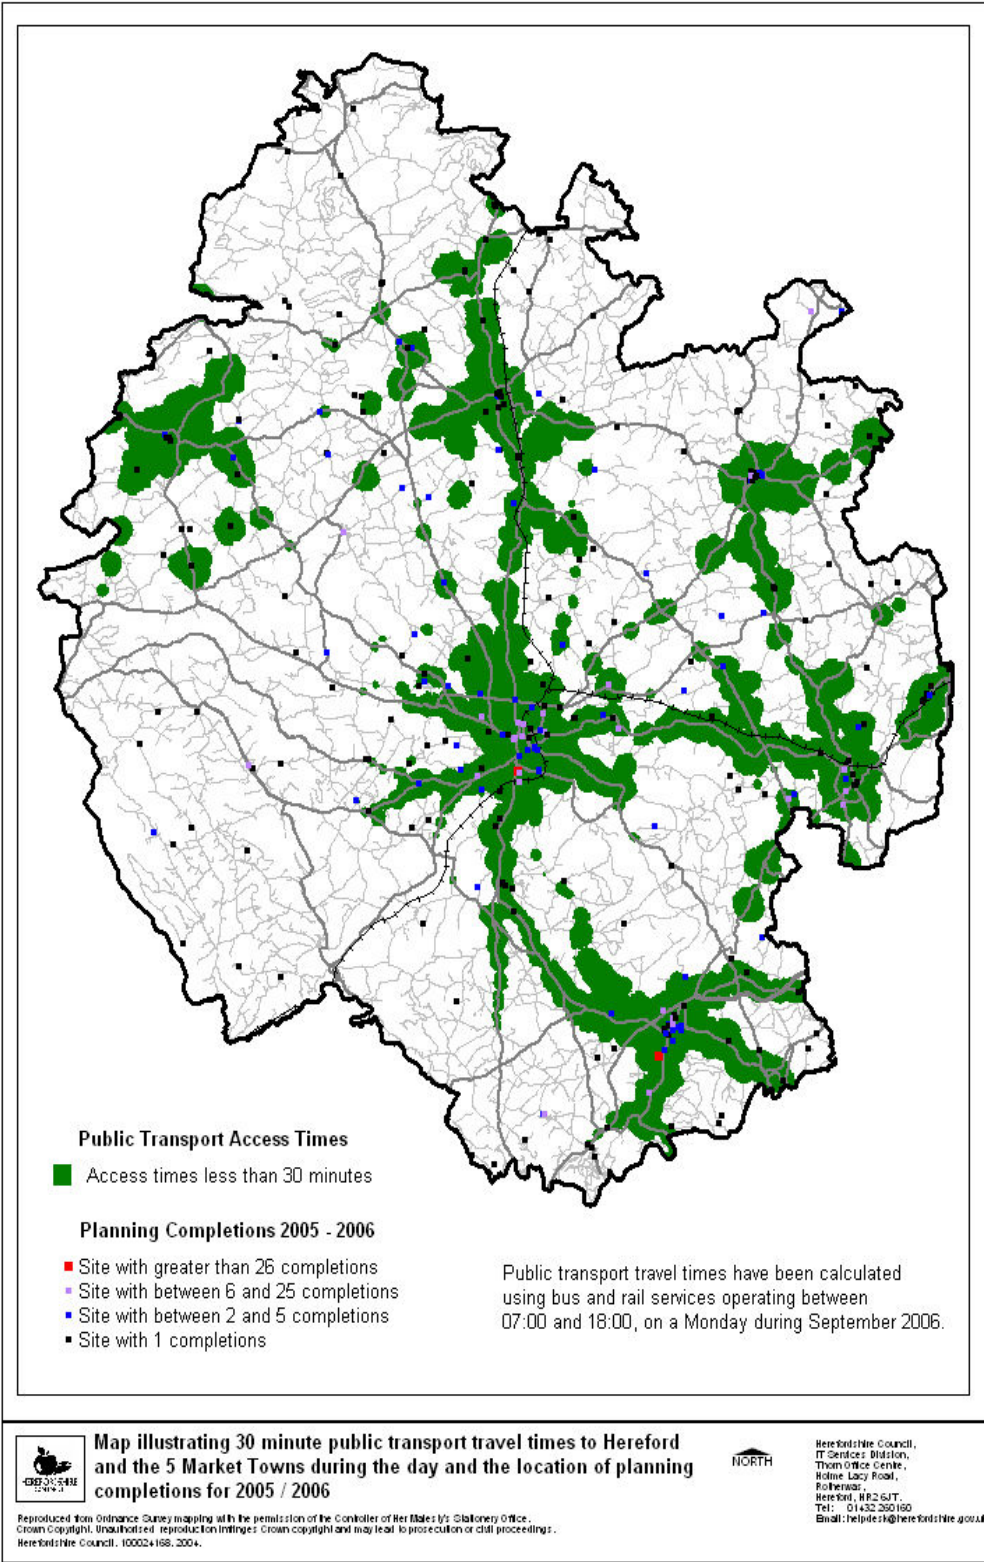 Public Transport Access Times
Access times less than 30 minutes
Planning Completions 2005 - 2006
Site with greater than 26 completions
Site with between 6 and 25 completions
Site with between 2 and 5 completions
Site with 1 completions
Public transport travel times have been calculated
using bus and rail services operating between
07:00 and 18:00, on a Monday during September 2006.
Map illustrating 30 minute public transport travel times to Hereford
and the 5 Market Towns during the day and the location of planning
completions for 2005 / 2006
HEREFORDSHIRE
COUNCIL
Reproduced from Ordnance Survey mapping with the permission of the Controller of Her Majesty's Stationery Office.
Crown Copyright. Unauthorised reproduction infringes Crown copyright and may lead to prosecution or civil proceedings.
Herefordshire Council. 100024168. 2004.
NORTH
Herefordshire Council,
IT Services Division,
Thorn Office Centre,
Holme Lacy Road,
Rotherwas,
Hereford, HR2 6JT.
Tel: 01432 260160
Email: helpdesk@herefordshire.gov.uk